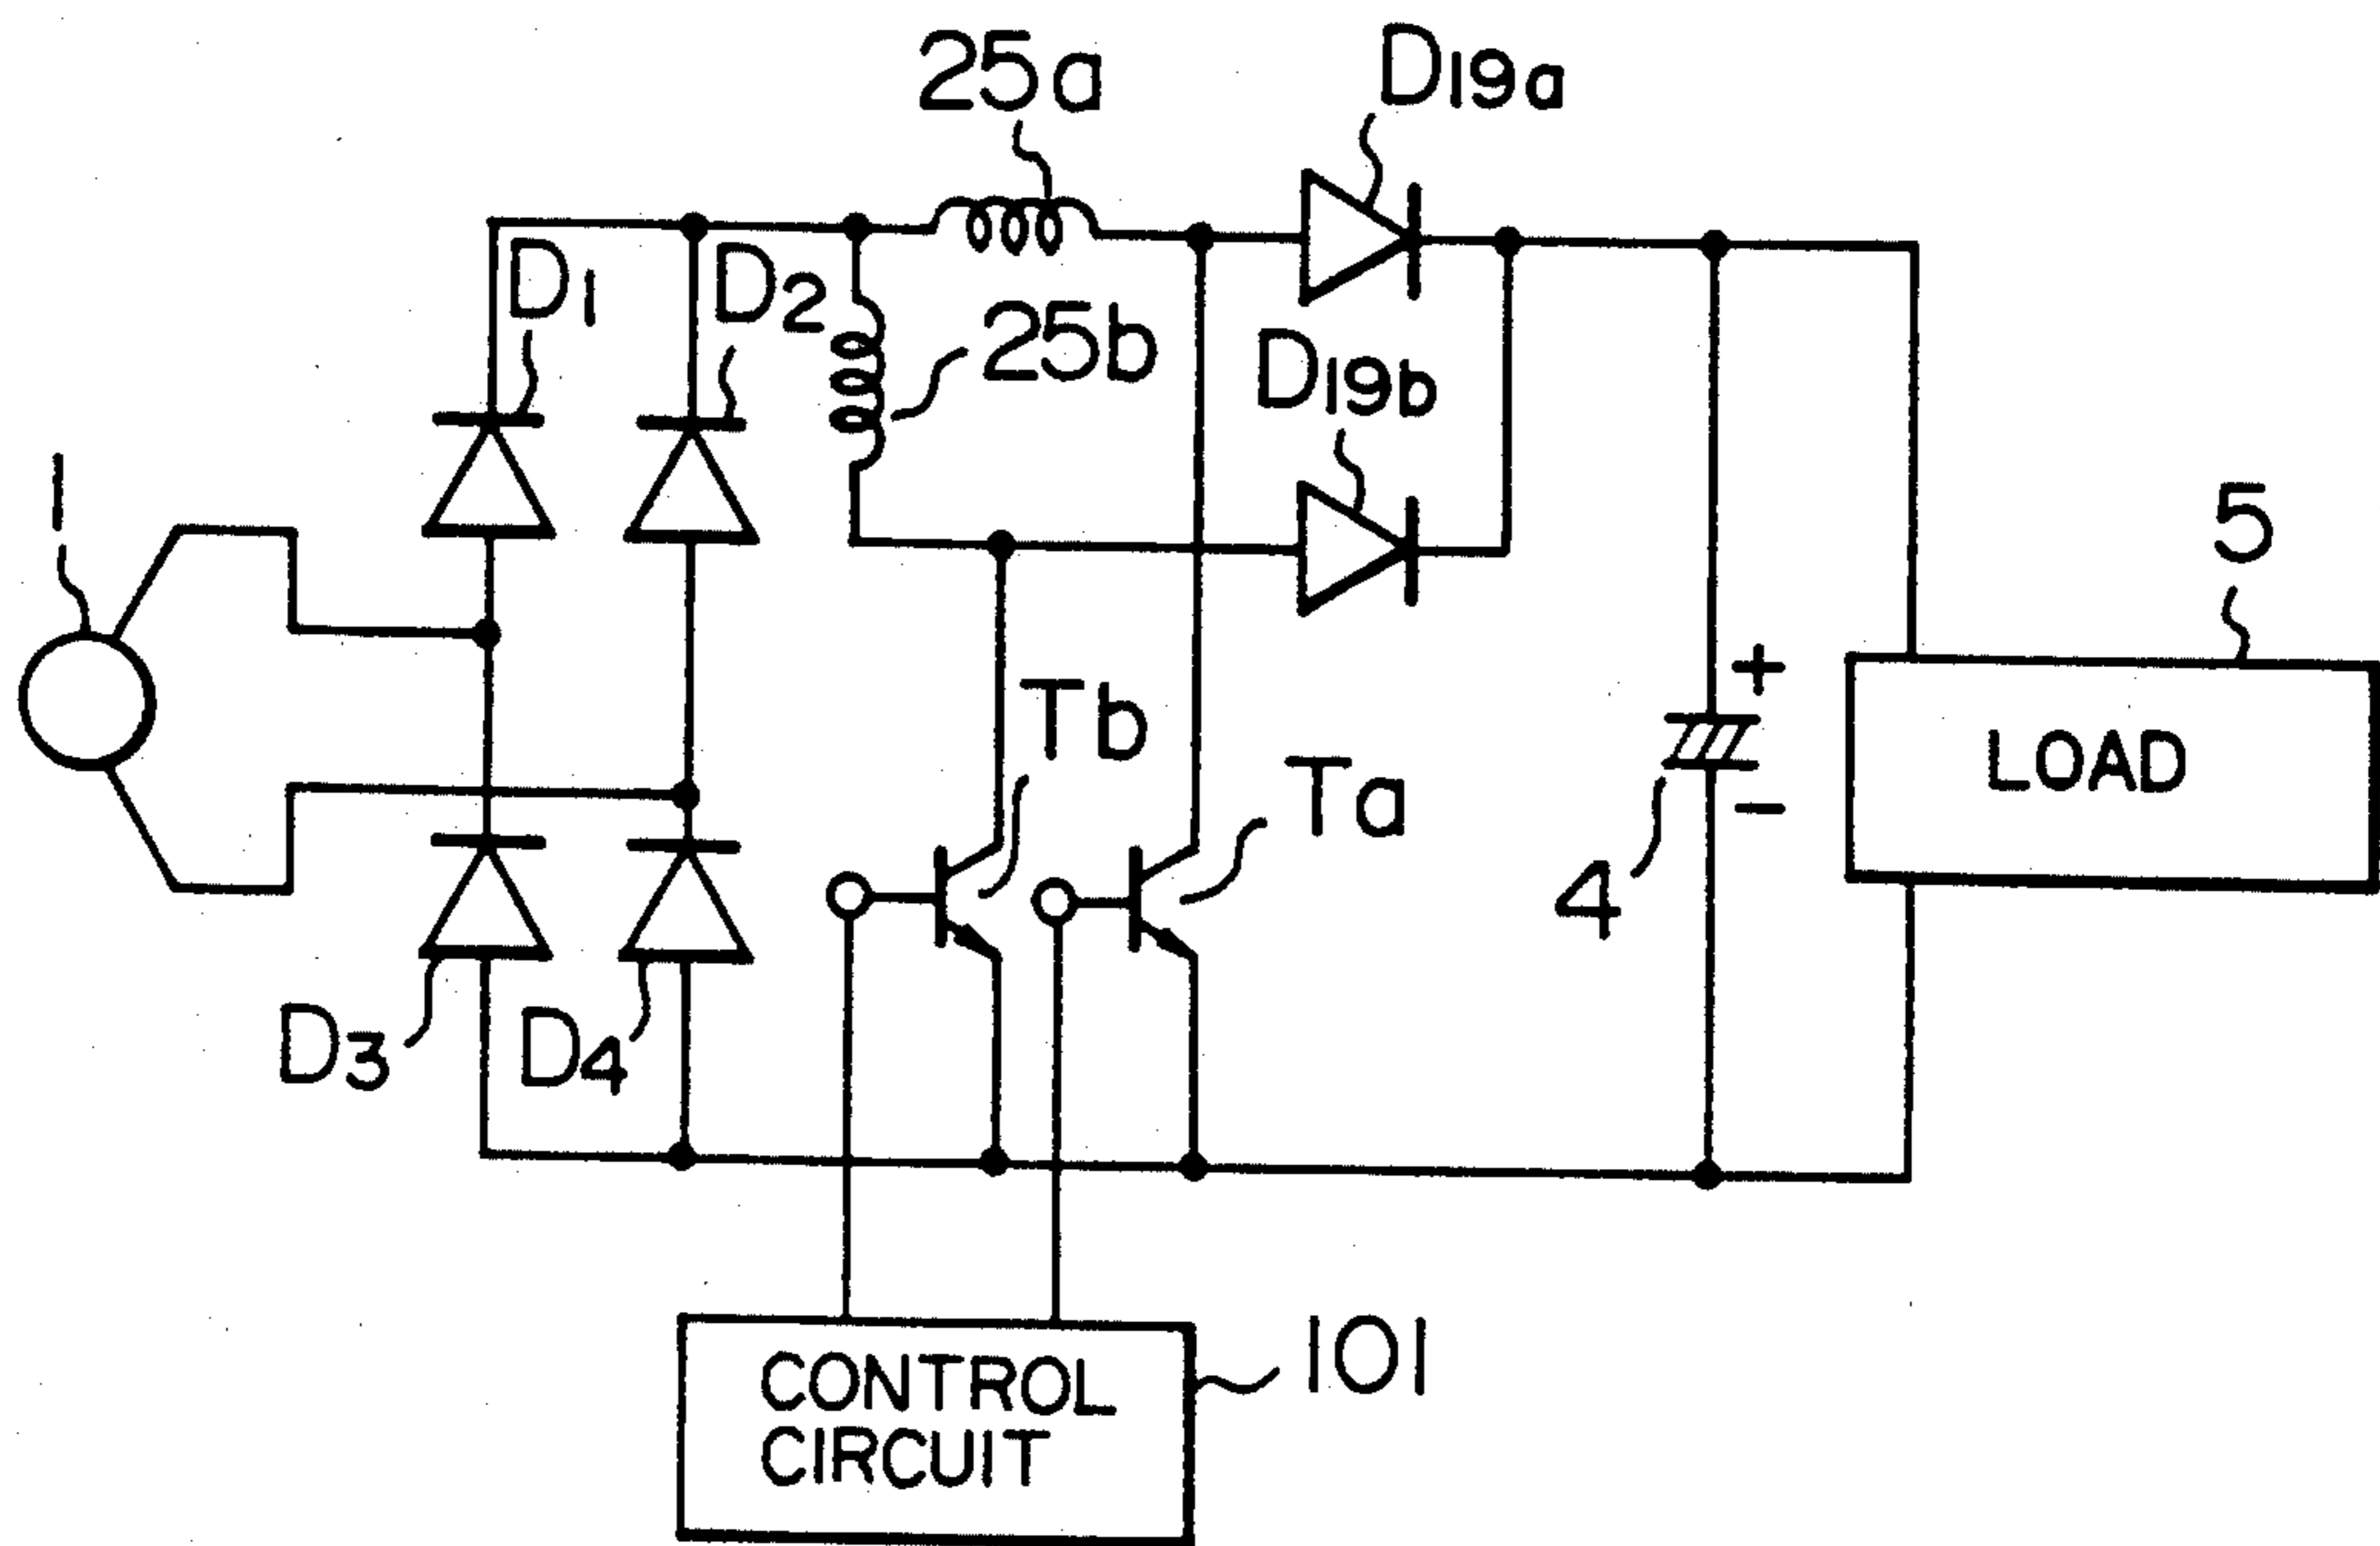 25a
D19a
D1
D2
25b
D19b
1
5
Tb
Ta
+
LOAD
-
4
D3
D4
CONTROL
CIRCUIT
101